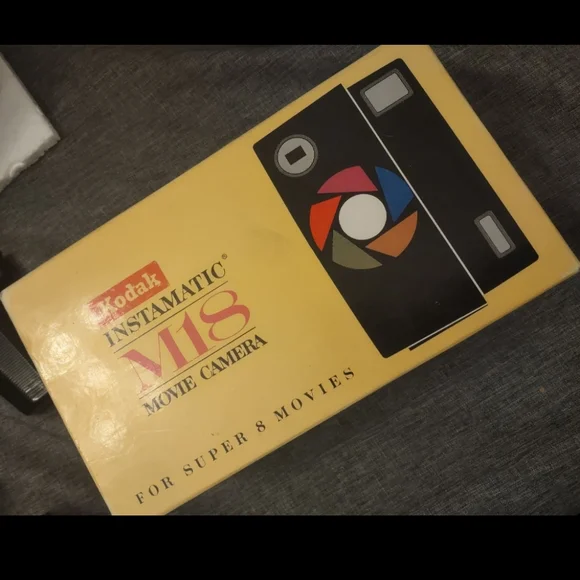 Kodak
INSTAMATIC®
M18
MOVIE CAMERA
FOR SUPER 8 MOVIES